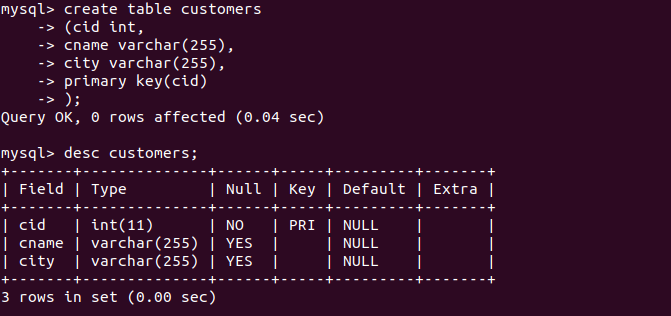 mysql> create table customers
    -> (cid int,
    -> cname varchar(255),
    -> city varchar(255),
    -> primary key(cid)
    -> );
Query OK, 0 rows affected (0.04 sec)

mysql> desc customers;
+-------+--------------+------+-----+---------+-------+
| Field | Type         | Null | Key | Default | Extra |
+-------+--------------+------+-----+---------+-------+
| cid   | int(11)      | NO   | PRI | NULL    |       |
| cname | varchar(255) | YES  |     | NULL    |       |
| city  | varchar(255) | YES  |     | NULL    |       |
+-------+--------------+------+-----+---------+-------+
3 rows in set (0.00 sec)